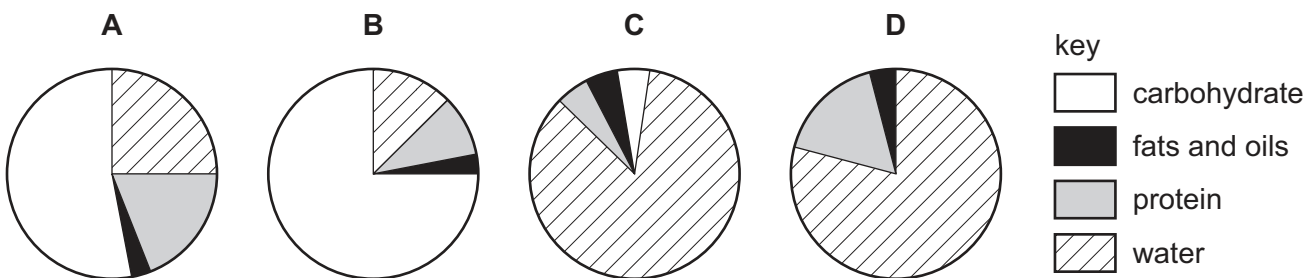 A B C D
key
carbohydrate
fats and oils
protein
water